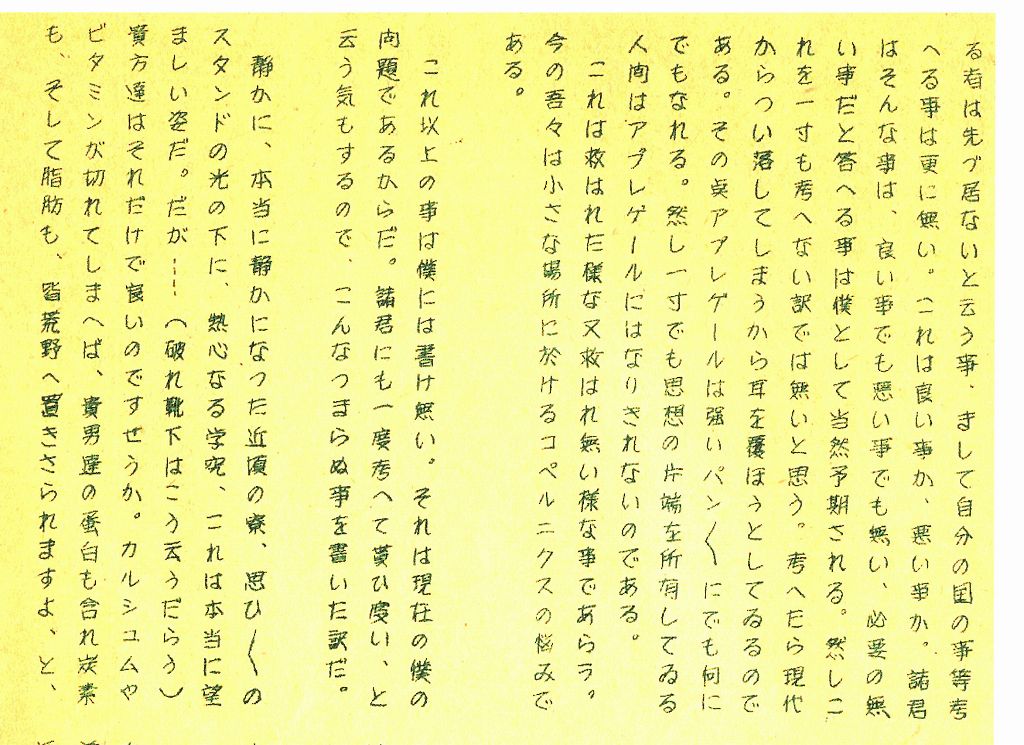 る者は先づ居ないと云う事、まして自分の国の事等考
へる事は更に無い。これは良い事か、悪い事か。諸君
はそんな事は、良い事でも悪い事でも無い、必要の無
い事だと答へる事は僕として当然予期される。然しこ
れを一寸も考へない訳では無いと思う。考へたら現代
からつい落してしまうから耳を覆ほうとしてゐるので
ある。その点アプレゲールは強いパン〱にでも何に
でもなれる。然し一寸でも思想の片端を所有してゐる
人間はアプレゲールにはなりきれないのである。
これは救はれた様な又救はれ無い様な事であらう。
今の吾々は小さな場所に於けるコペルニクスの悩みで
ある。
これ以上の事は僕には書け無い。それは現在の僕の
問題であるからだ。諸君にも一度考へて貰ひ度い、と
云う気もするので、こんなつまらぬ事を書いた訳だ。
静かに、本当に静かになった近頃の寮、思ひ〱の
スタンドの光の下に、熱心なる学究、これは本当に望
ましい姿だ。だが----(破れ靴下はこう云うだらう)
貴方達はそれだけで良いのですせうか。カルシユムや
ビタミンが切れてしまへば、貴男達の蛋白も含れ炭素
も、そして脂肪も、皆荒野へ置きさられますよ、と、